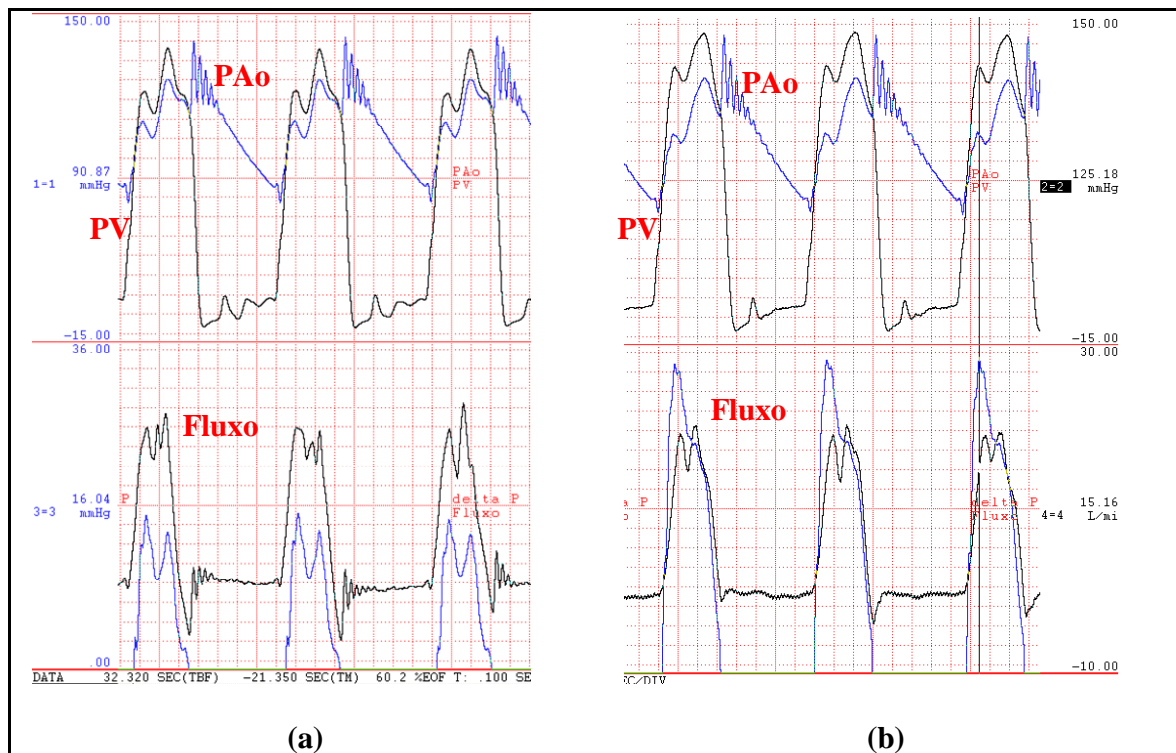 150.00
PAo
1=1 90.87
mmHg
PAo
PV
PV
-15.00
36.00
Fluxo
P
delta P
Fluxo
3=3 16.04
mmHg
.00
DATA 32.320 SEC(TBF) -21.350 SEC(TM) 60.2 %EOF T: .100 SE
(a)
150.00
PAo
PAo
PV
2=2 125.18
mmHg
PV
-15.00
30.00
Fluxo
a P
o
delta P
Fluxo
15.16
4=4 L/mi
-10.00
EC/DIV
(b)